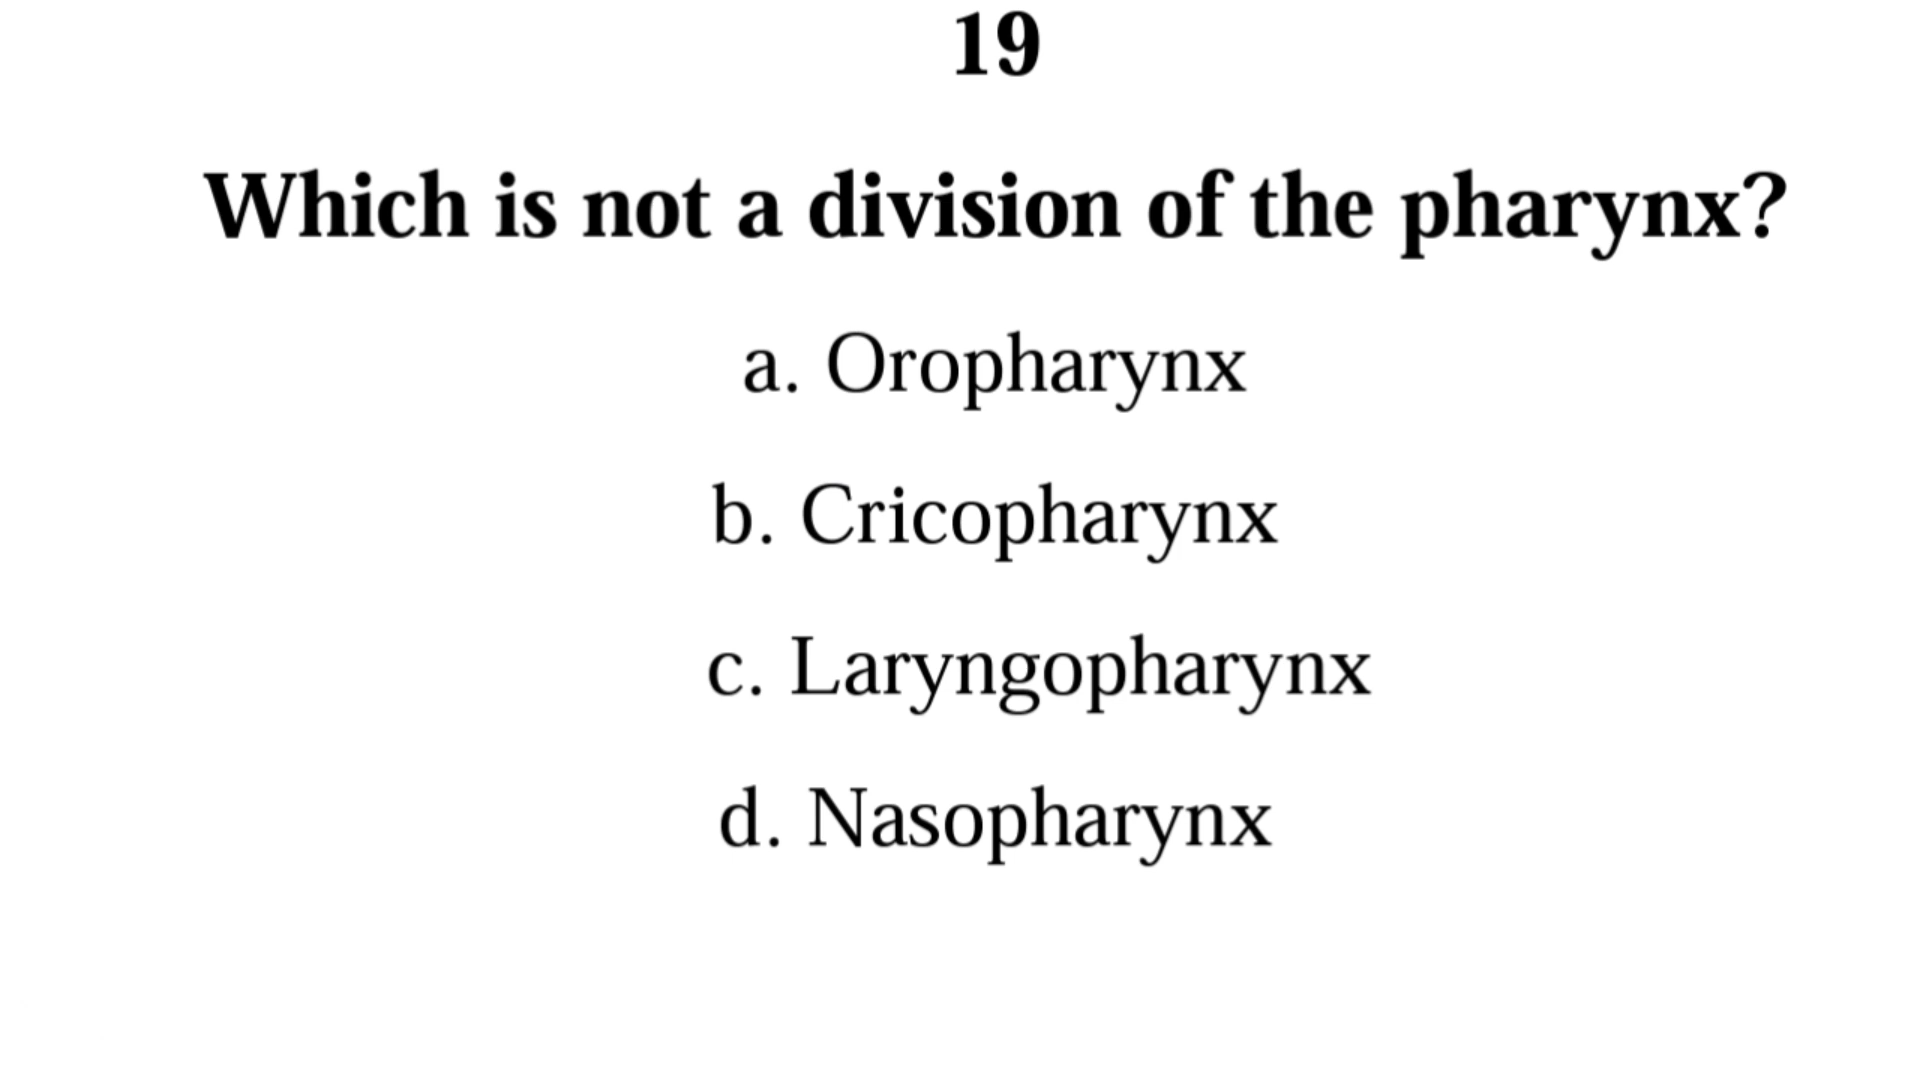 19
Which is not a division of the pharynx?
a. Oropharynx
b. Cricopharynx
c. Laryngopharynx
d. Nasopharynx